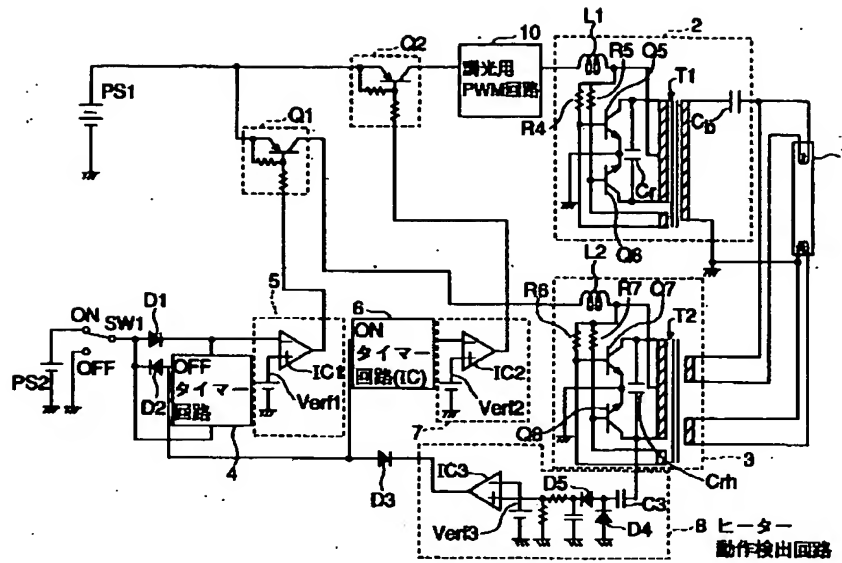 L1
10
2
Q2
R5
Q5
T1
調光用
PWM回路
PS1
Q1
R4
Cb
Cr
Q6
L2
5
6
R6
R7
Q7
T2
ON
D1
SW1
ON
OFF
OFF
タイマー
回路
タイマー
回路(IC)
IC1
IC2
PS2
D2
Verf1
Verf2
7
Q8
4
3
D3
IC3
D5
C3
Crh
Verf3
D4
8
ヒーター
動作検出回路